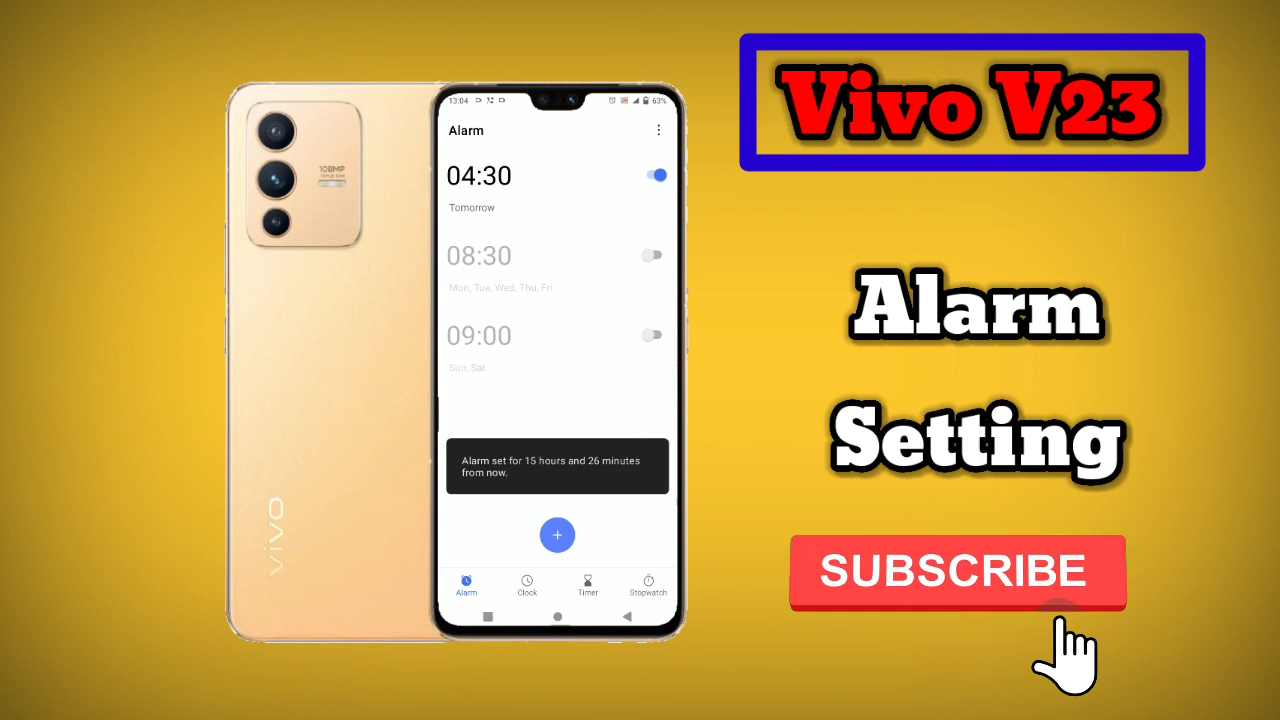 Vivo V23
108MP
vivo
13:04
63%
Alarm
04:30
Tomorrow
08:30
Mon, Tue, Wed, Thu, Fri
09:00
Sun, Sat
Alarm set for 15 hours and 26 minutes
from now.
+
Alarm
Clock
Timer
Stopwatch
Alarm
Setting
SUBSCRIBE